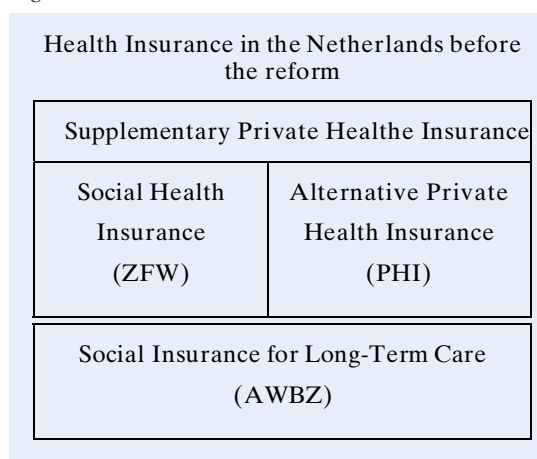 Health Insurance in the Netherlands before
the reform
Supplementary Private Healthe Insurance
Social Health
Insurance
(ZFW)
Alternative Private
Health Insurance
(PHI)
Social Insurance for Long-Term Care
(AWBZ)